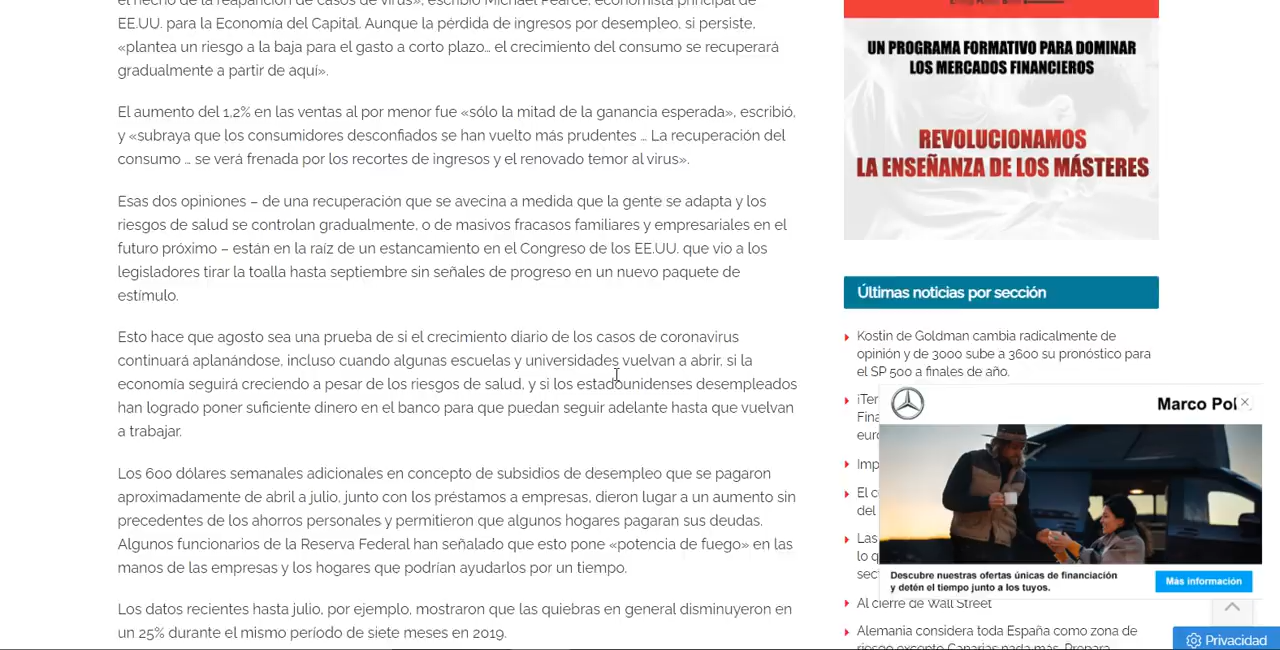 el hecho de la reaparición de casos de virus», escribió Michael Pearce, economista principal de
EE.UU. para la Economía del Capital. Aunque la pérdida de ingresos por desempleo, si persiste,
«plantea un riesgo a la baja para el gasto a corto plazo… el crecimiento del consumo se recuperará
gradualmente a partir de aquí».
El aumento del 1,2% en las ventas al por menor fue «sólo la mitad de la ganancia esperada», escribió,
y «subraya que los consumidores desconfiados se han vuelto más prudentes … La recuperación del
consumo … se verá frenada por los recortes de ingresos y el renovado temor al virus».
Esas dos opiniones – de una recuperación que se avecina a medida que la gente se adapta y los
riesgos de salud se controlan gradualmente, o de masivos fracasos familiares y empresariales en el
futuro próximo – están en la raíz de un estancamiento en el Congreso de los EE.UU. que vio a los
legisladores tirar la toalla hasta septiembre sin señales de progreso en un nuevo paquete de
estímulo.
Esto hace que agosto sea una prueba de si el crecimiento diario de los casos de coronavirus
continuará aplanándose, incluso cuando algunas escuelas y universidades vuelvan a abrir, si la
economía seguirá creciendo a pesar de los riesgos de salud, y si los estadounidenses desempleados
han logrado poner suficiente dinero en el banco para que puedan seguir adelante hasta que vuelvan
a trabajar.
Los 600 dólares semanales adicionales en concepto de subsidios de desempleo que se pagaron
aproximadamente de abril a julio, junto con los préstamos a empresas, dieron lugar a un aumento sin
precedentes de los ahorros personales y permitieron que algunos hogares pagaran sus deudas.
Algunos funcionarios de la Reserva Federal han señalado que esto pone «potencia de fuego» en las
manos de las empresas y los hogares que podrían ayudarlos por un tiempo.
Los datos recientes hasta julio, por ejemplo, mostraron que las quiebras en general disminuyeron en
un 25% durante el mismo período de siete meses en 2019.
UN PROGRAMA FORMATIVO PARA DOMINAR
LOS MERCADOS FINANCIEROS
REVOLUCIONAMOS
LA ENSEÑANZA DE LOS MÁSTERES
Últimas noticias por sección
Kostin de Goldman cambia radicalmente de
opinión y de 3000 sube a 3600 su pronóstico para
el SP 500 a finales de año.
Marco Pol
Descubre nuestras ofertas únicas de financiación
y detén el tiempo junto a los tuyos.
Más información
Al cierre de Wall Street
Alemania considera toda España como zona de
riesgo excepto Canarias nada más. Prepara
Privacidad